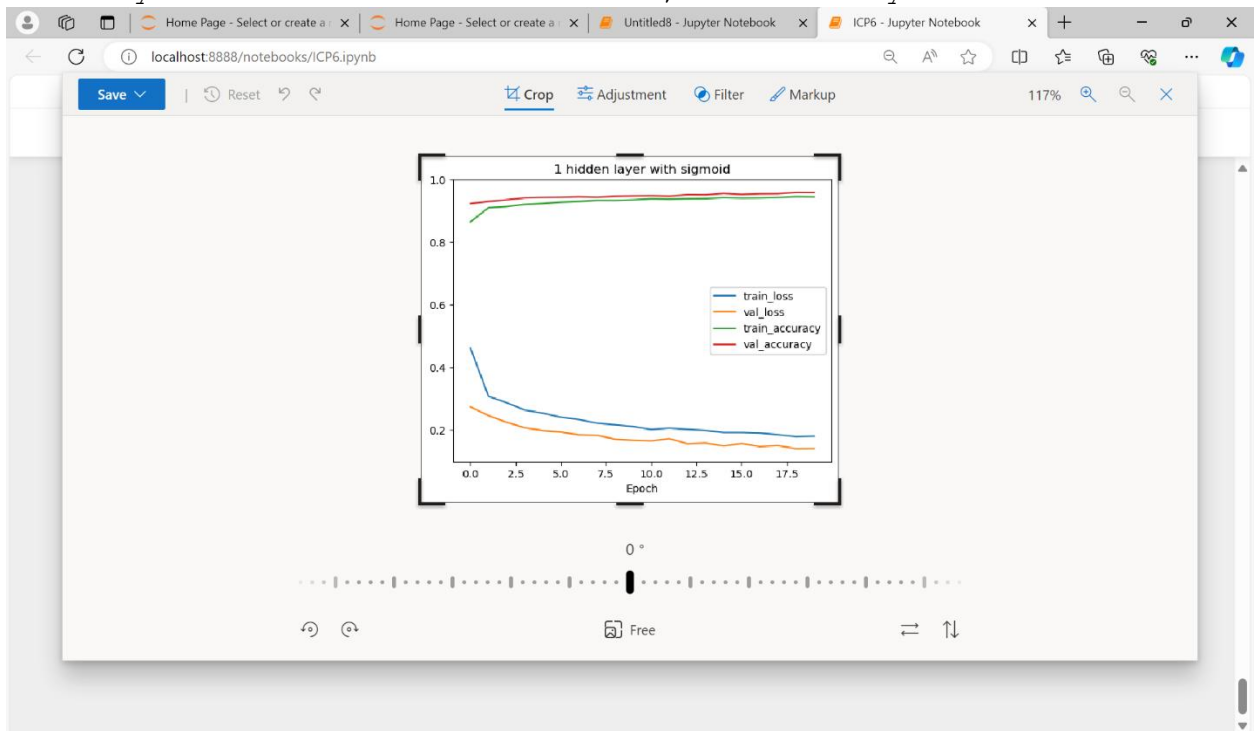 Home Page - Select or create a
Home Page - Select or create a
Untitled8 - Jupyter Notebook
ICP6 - Jupyter Notebook
localhost:8888/notebooks/ICP6.ipynb
Save
Reset
Crop
Adjustment
Filter
Markup
117%
1 hidden layer with sigmoid
1.0
0.8
0.6
0.4
0.2
train_loss
val_loss
train_accuracy
val_accuracy
0.0 2.5 5.0 7.5 10.0 12.5 15.0 17.5
Epoch
0 °
Free